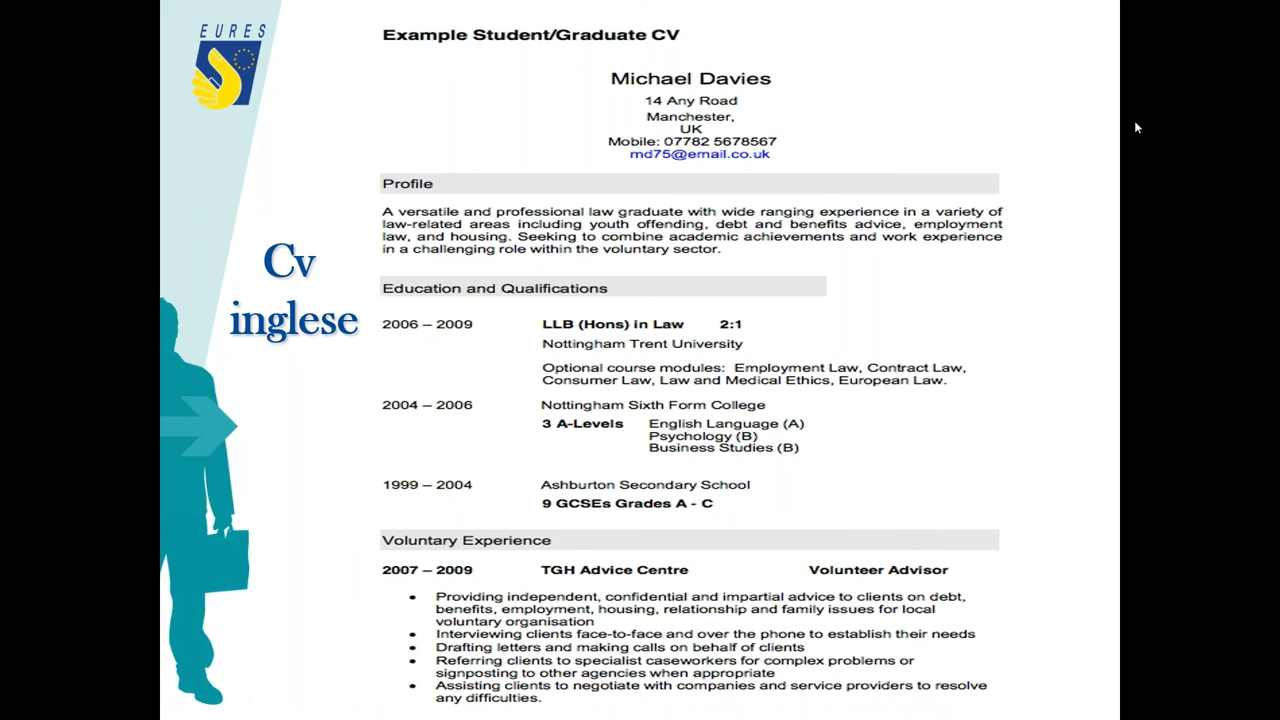 EURES
Example Student/Graduate CV
Michael Davies
14 Any Road
Manchester,
UK
Mobile: 07782 5678567
md75@email.co.uk
Profile
A versatile and professional law graduate with wide ranging experience in a variety of
law-related areas including youth offending, debt and benefits advice, employment
law, and housing. Seeking to combine academic achievements and work experience
in a challenging role within the voluntary sector.
Cv
inglese
Education and Qualifications
2006 – 2009 LLB (Hons) in Law 2:1
Nottingham Trent University
Optional course modules: Employment Law, Contract Law,
Consumer Law, Law and Medical Ethics, European Law.
2004 – 2006 Nottingham Sixth Form College
3 A-Levels English Language (A)
Psychology (B)
Business Studies (B)
1999 – 2004 Ashburton Secondary School
9 GCSEs Grades A - C
Voluntary Experience
2007 – 2009 TGH Advice Centre Volunteer Advisor
• Providing independent, confidential and impartial advice to clients on debt,
benefits, employment, housing, relationship and family issues for local
voluntary organisation
• Interviewing clients face-to-face and over the phone to establish their needs
• Drafting letters and making calls on behalf of clients
• Referring clients to specialist caseworkers for complex problems or
signposting to other agencies when appropriate
• Assisting clients to negotiate with companies and service providers to resolve
any difficulties.